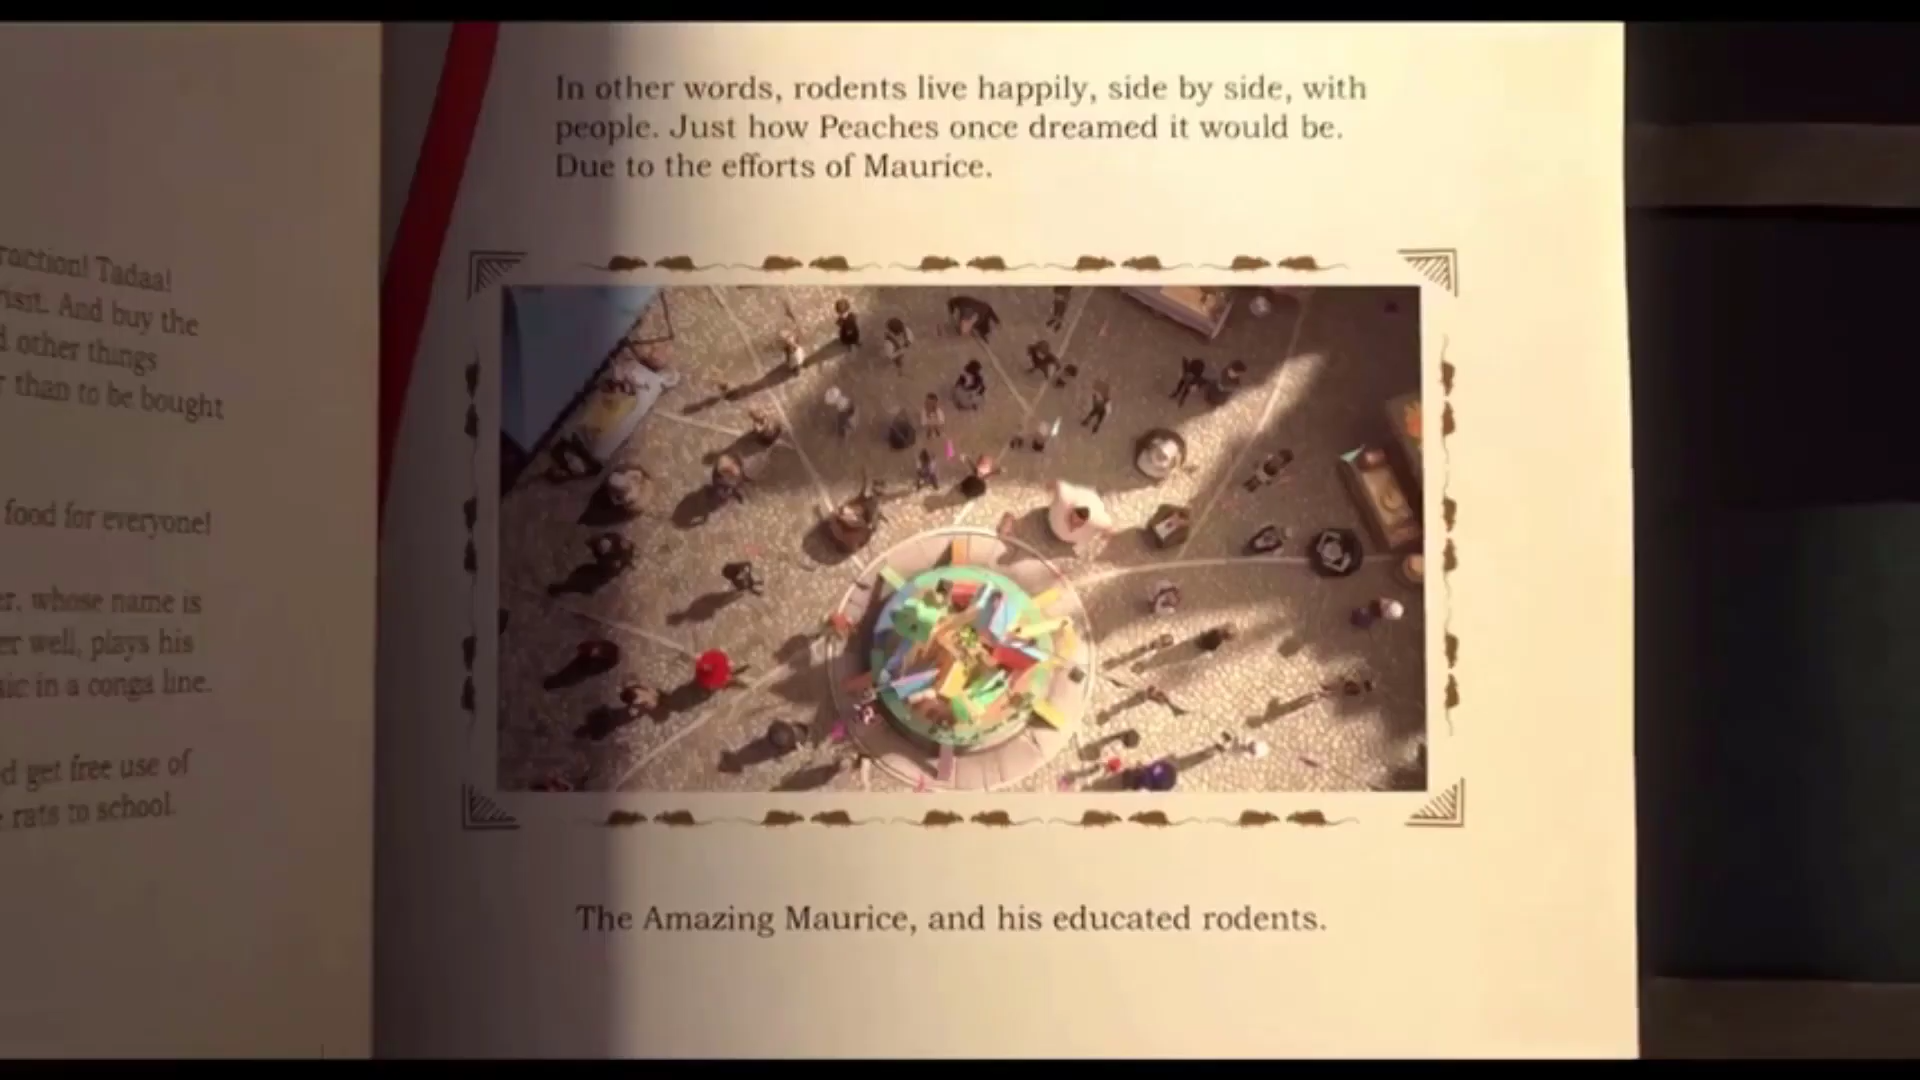 raction! Tadaa!
visit. And buy the
d other things
r than to be bought
food for everyone!
er, whose name is
er well, plays his
sic in a conga line.
d get free use of
rats to school.
In other words, rodents live happily, side by side, with
people. Just how Peaches once dreamed it would be.
Due to the efforts of Maurice.
The Amazing Maurice, and his educated rodents.